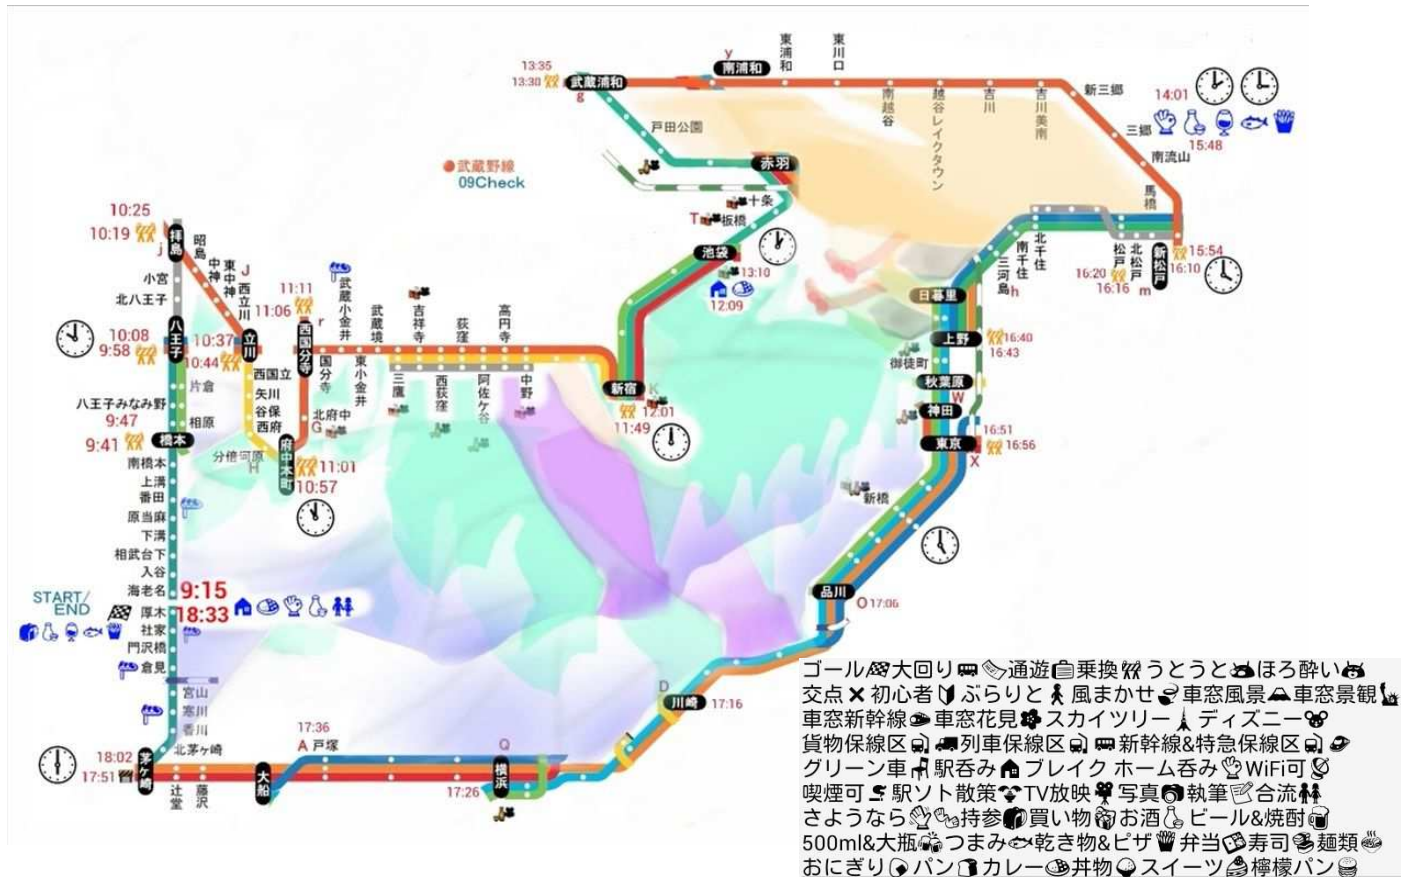 13:35
13:30
武蔵浦和
g
y
南浦和
東浦和
東川口
南越谷
越谷レイクタウン
吉川
吉川美南
新三郷
三郷
南流山
14:01
15:48
馬橋
戸田公園
赤羽
武蔵野線
09Check
十条
T
板橋
池袋
13:10
12:09
10:25
10:19
j
拝島
昭島
中神
東中神
J
西立川
小宮
北八王子
10:08
9:58
八王子
10:37
10:44
立川
11:11
11:06
r
西国分寺
武蔵小金井
国分寺
東小金井
武蔵境
三鷹
吉祥寺
西荻窪
荻窪
阿佐ケ谷
高円寺
中野
新宿
K
12:01
11:49
片倉
八王子みなみ野
相原
9:47
9:41
橋本
西国立
矢川
谷保
西府
分倍河原
H
北府中
G
府中本町
11:01
10:57
南橋本
上溝
番田
原当麻
下溝
相武台下
入谷
海老名
9:15
START/
END
厚木
18:33
社家
門沢橋
倉見
宮山
寒川
香川
北茅ヶ崎
18:02
17:51
茅ヶ崎
辻堂
藤沢
大船
17:36
A 戸塚
Q
横浜
17:26
D
川崎
17:16
品川
O 17:06
新橋
東京
X
16:51
16:56
神田
W
秋葉原
御徒町
上野
16:40
16:43
日暮里
三河島
h
南千住
北千住
松戸
16:20
16:16
北松戸
m
新松戸
15:54
16:10
ゴール 大回り 通遊 乗換 うとうと ほろ酔い
交点 初心者 ぶらりと 風まかせ 車窓風景 車窓景観
車窓新幹線 車窓花見 スカイツリー ディズニー
貨物保線区 列車保線区 新幹線&特急保線区
グリーン車 駅呑み ブレイク ホーム呑み WiFi可
喫煙可 駅ソト散策 TV放映 写真 執筆 合流
さようなら 持参 買い物 お酒 ビール&焼酎
500ml&大瓶 つまみ 乾き物&ピザ 弁当 寿司 麺類
おにぎり パン カレー 丼物 スイーツ 檸檬パン